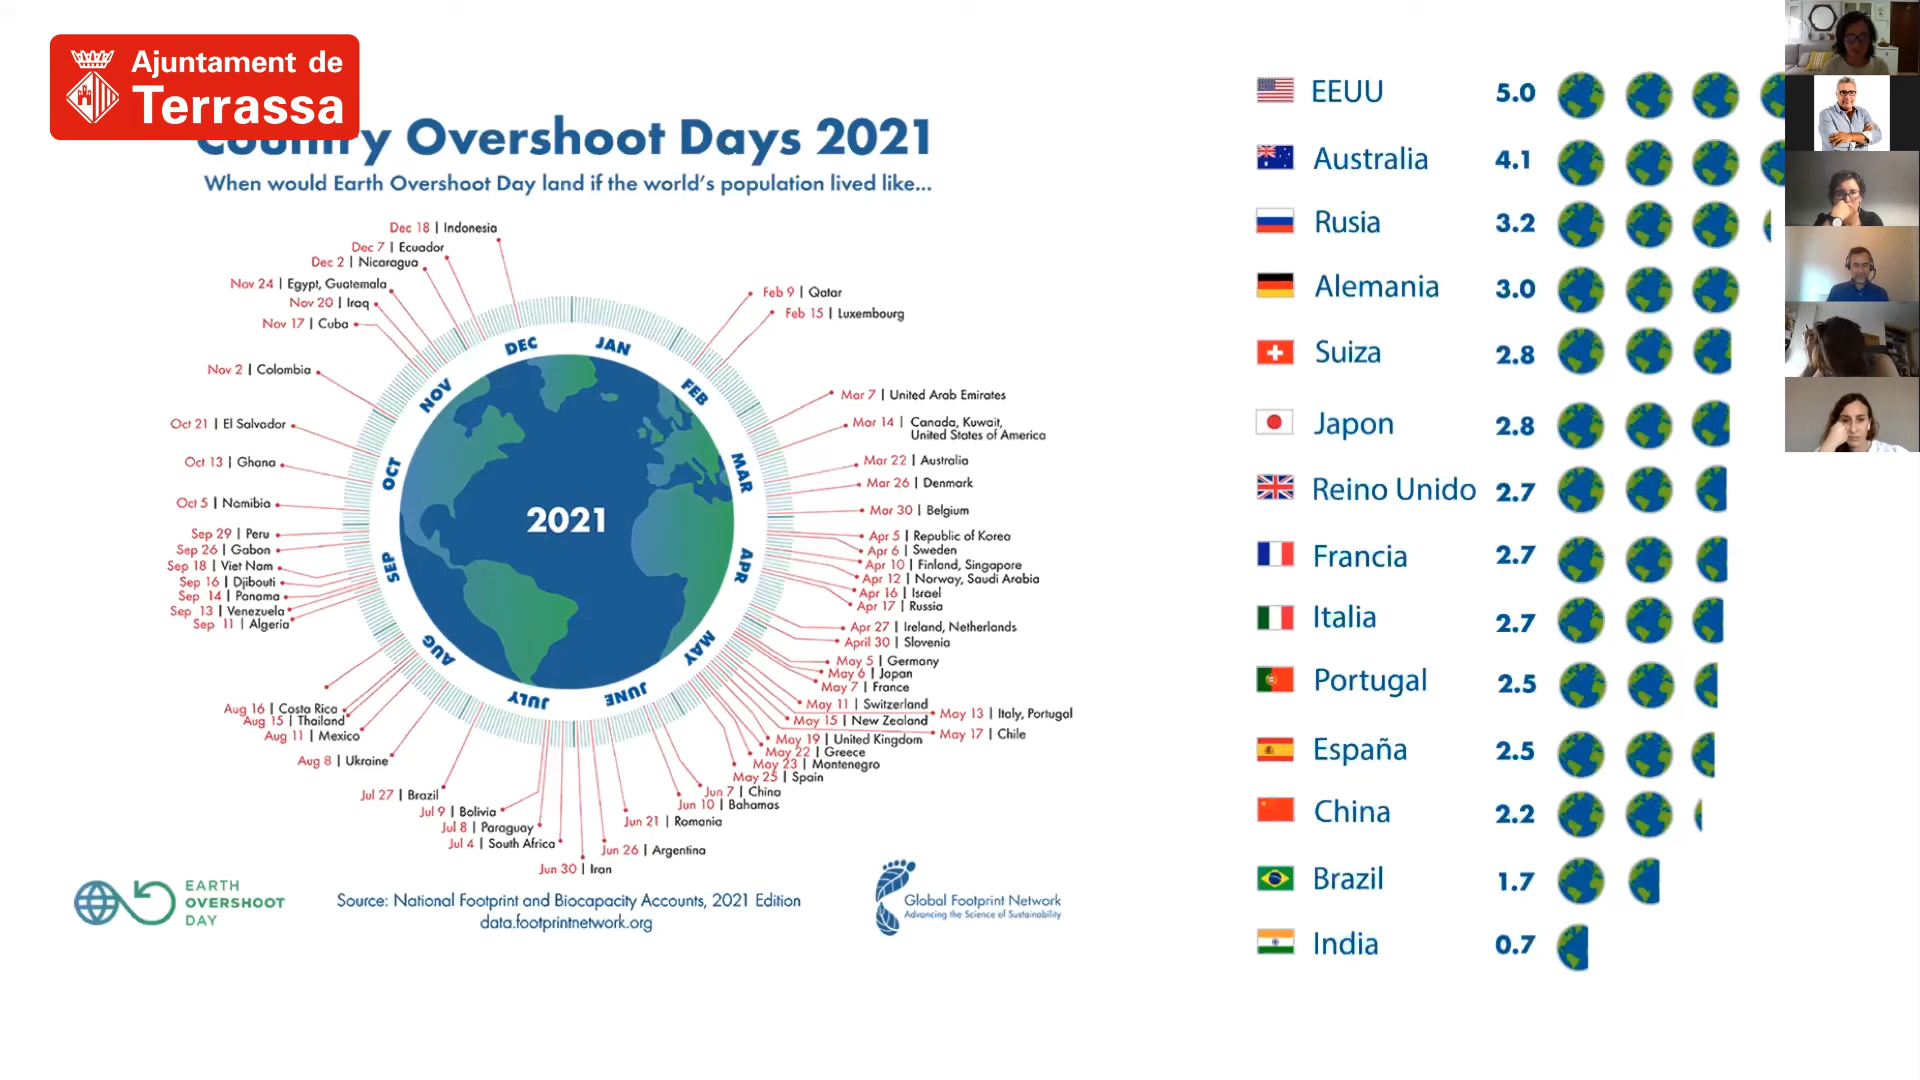 Ajuntament de
Terrassa
Country Overshoot Days 2021
When would Earth Overshoot Day land if the world's population lived like...
Dec 18 | Indonesia
Dec 7 | Ecuador
Dec 2 | Nicaragua
Nov 24 | Egypt, Guatemala
Nov 20 | Iraq
Nov 17 | Cuba
Nov 2 | Colombia
Oct 21 | El Salvador
Oct 13 | Ghana
Oct 5 | Namibia
Sep 29 | Peru
Sep 26 | Gabon
Sep 18 | Viet Nam
Sep 16 | Djibouti
Sep 14 | Panama
Sep 13 | Venezuela
Sep 11 | Algeria
Aug 16 | Costa Rica
Aug 15 | Thailand
Aug 11 | Mexico
Aug 8 | Ukraine
Jul 27 | Brazil
Jul 9 | Bolivia
Jul 8 | Paraguay
Jul 4 | South Africa
Jun 30 | Iran
Feb 9 | Qatar
Feb 15 | Luxembourg
Mar 7 | United Arab Emirates
Mar 14 | Canada, Kuwait,
United States of America
Mar 22 | Australia
Mar 26 | Denmark
Mar 30 | Belgium
Apr 5 | Republic of Korea
Apr 6 | Sweden
Apr 10 | Finland, Singapore
Apr 12 | Norway, Saudi Arabia
Apr 16 | Israel
Apr 17 | Russia
Apr 27 | Ireland, Netherlands
April 30 | Slovenia
May 5 | Germany
May 6 | Japan
May 7 | France
May 11 | Switzerland
May 13 | Italy, Portugal
May 15 | New Zealand
May 17 | Chile
May 19 | United Kingdom
May 22 | Greece
May 23 | Montenegro
May 25 | Spain
Jun 7 | China
Jun 10 | Bahamas
Jun 21 | Romania
Jun 26 | Argentina
JAN
FEB
MAR
APR
MAY
JUNE
JULY
AUG
SEP
OCT
NOV
DEC
2021
EARTH
OVERSHOOT
DAY
Source: National Footprint and Biocapacity Accounts, 2021 Edition
data.footprintnetwork.org
Global Footprint Network
Advancing the Science of Sustainability
EEUU 5.0
Australia 4.1
Rusia 3.2
Alemania 3.0
Suiza 2.8
Japon 2.8
Reino Unido 2.7
Francia 2.7
Italia 2.7
Portugal 2.5
España 2.5
China 2.2
Brazil 1.7
India 0.7